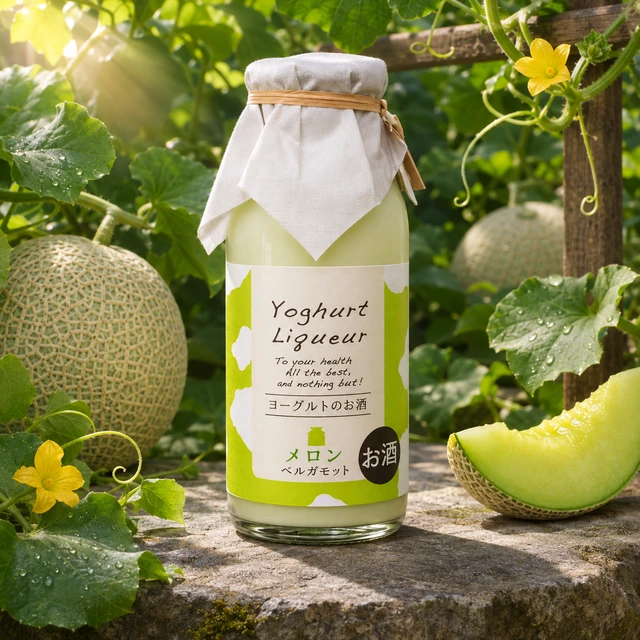 Yoghurt
Liqueur
To your health
All the best,
and nothing but!
ヨーグルトのお酒
メロン
ベルガモット
お酒